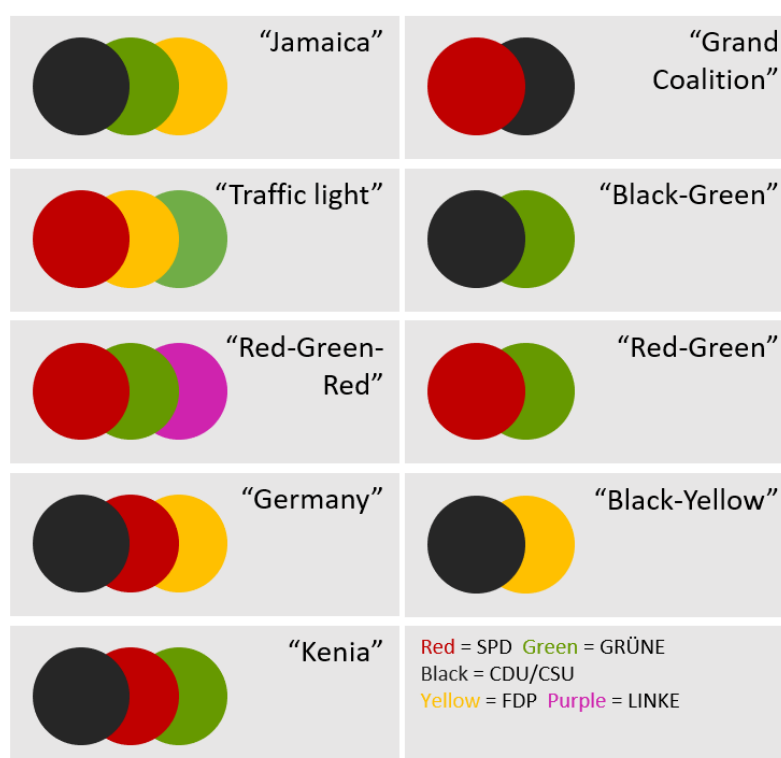 “Jamaica”
“Grand
Coalition”
“Traffic light”
“Black-Green”
“Red-Green-
Red”
“Red-Green”
“Germany”
“Black-Yellow”
“Kenia”
Red = SPD Green = GRÜNE
Black = CDU/CSU
Yellow = FDP Purple = LINKE